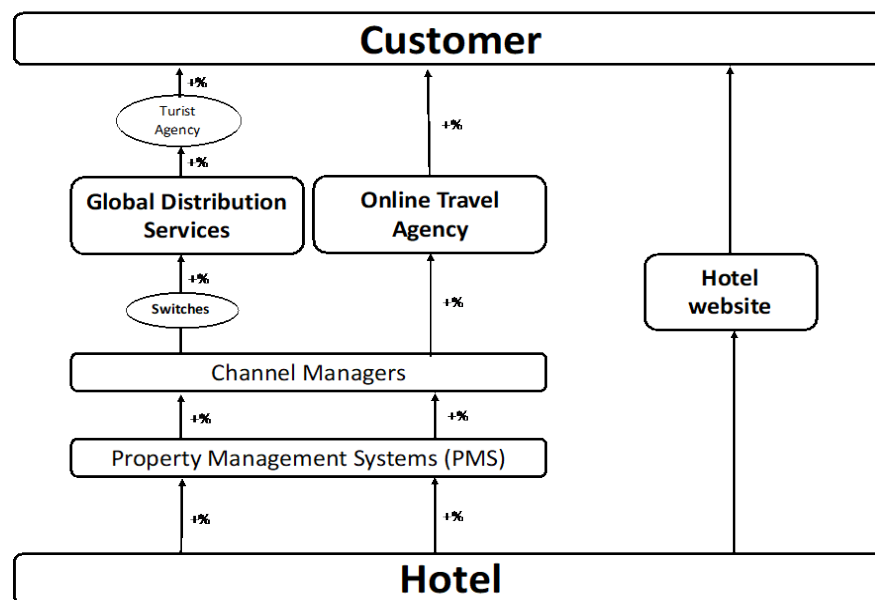 Customer
+%
Turist
Agency
+%
+%
Global Distribution
Services
Online Travel
Agency
+%
Hotel
website
Switches
+%
Channel Managers
+%
+%
Property Management Systems (PMS)
+%
+%
Hotel